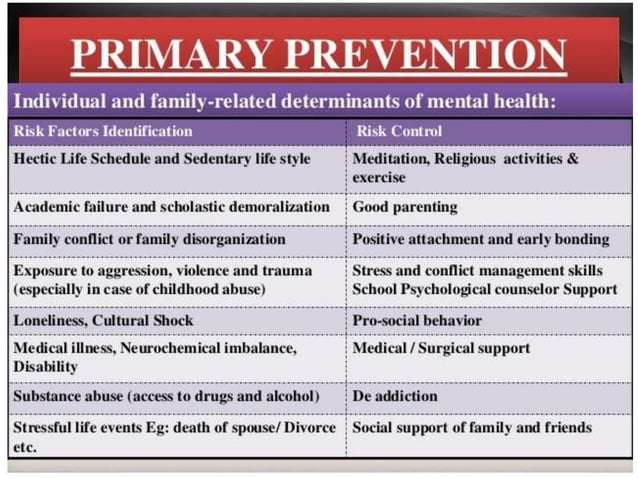 PRIMARY PREVENTION
Individual and family-related determinants of mental health:
Risk Factors Identification
Risk Control
Hectic Life Schedule and Sedentary life style
Meditation, Religious activities &
exercise
Academic failure and scholastic demoralization
Good parenting
Family conflict or family disorganization
Positive attachment and early bonding
Exposure to aggression, violence and trauma
(especially in case of childhood abuse)
Stress and conflict management skills
School Psychological counselor Support
Loneliness, Cultural Shock
Pro-social behavior
Medical illness, Neurochemical imbalance,
Disability
Medical / Surgical support
Substance abuse (access to drugs and alcohol)
De addiction
Stressful life events Eg: death of spouse/ Divorce
etc.
Social support of family and friends